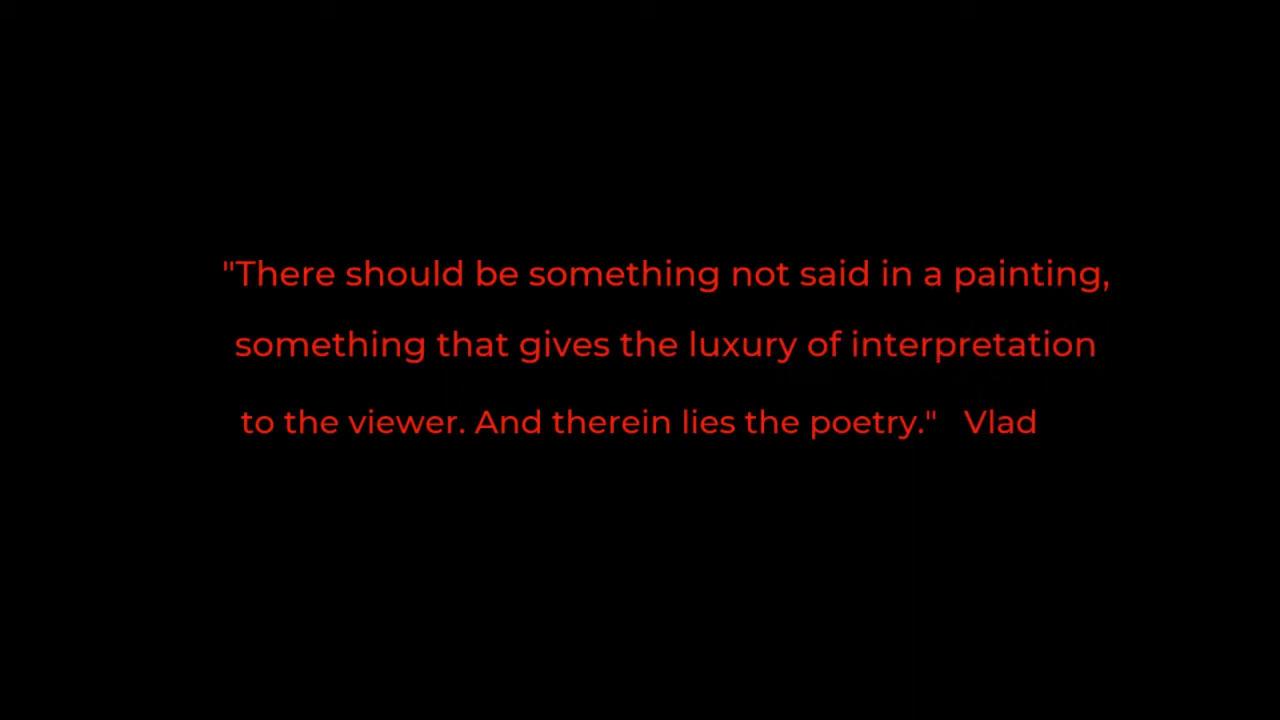 "There should be something not said in a painting,
something that gives the luxury of interpretation
to the viewer. And therein lies the poetry." Vlad